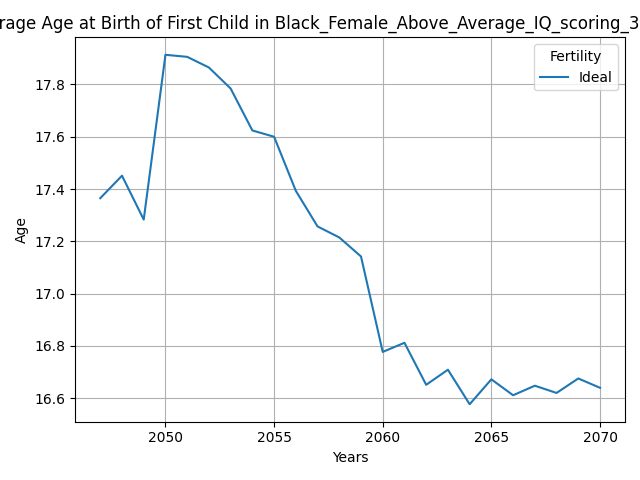 rage Age at Birth of First Child in Black_Female_Above_Average_IQ_scoring_3
Fertility
Ideal
17.8
17.6
17.4
17.2
17.0
16.8
16.6
Age
2050
2055
2060
2065
2070
Years